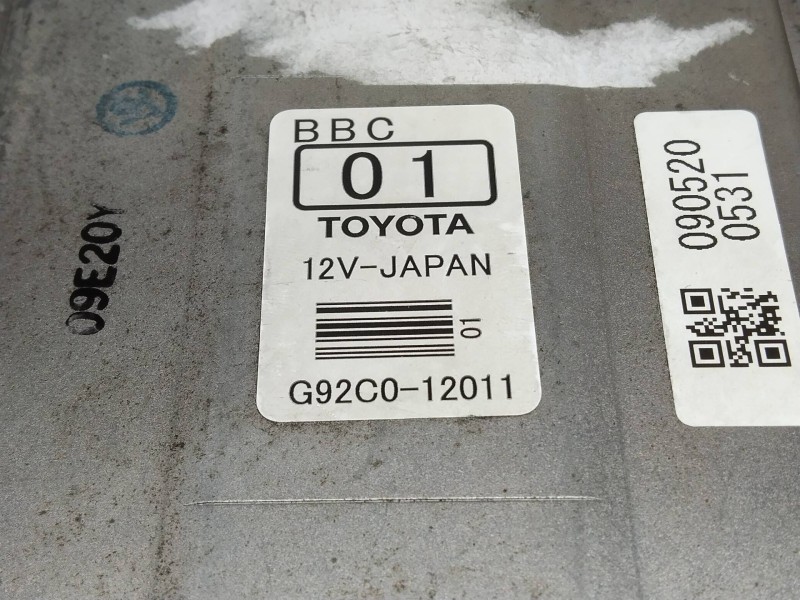 BBC
01
TOYOTA
12V-JAPAN
01
G92C0-12011
090520
0531
09E20Y